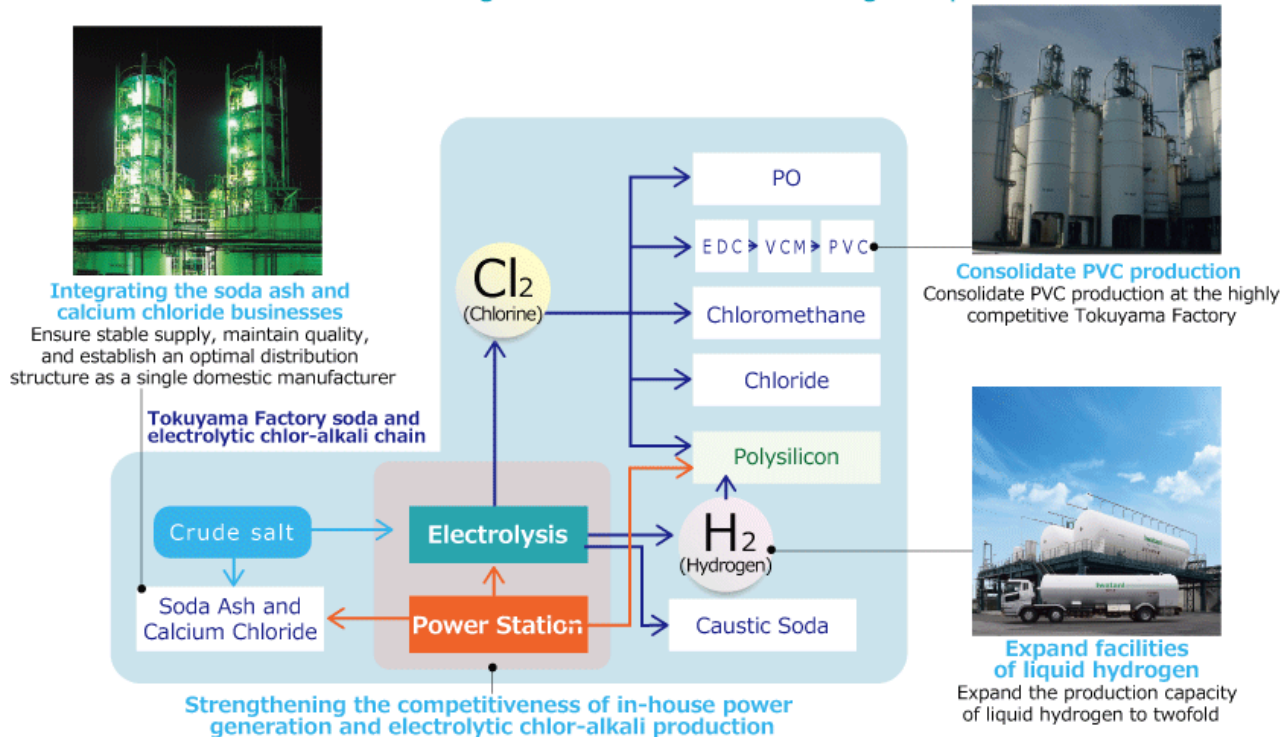 Integrating the soda ash and
calcium chloride businesses
Ensure stable supply, maintain quality,
and establish an optimal distribution
structure as a single domestic manufacturer
Tokuyama Factory soda and
electrolytic chlor-alkali chain
Crude salt
Soda Ash and
Calcium Chloride
Electrolysis
Power Station
Cl2
(Chlorine)
PO
EDC
VCM
PVC
Chloromethane
Chloride
Polysilicon
H2
(Hydrogen)
Caustic Soda
Strengthening the competitiveness of in-house power
generation and electrolytic chlor-alkali production
Consolidate PVC production
Consolidate PVC production at the highly
competitive Tokuyama Factory
Iwatani
Expand facilities
of liquid hydrogen
Expand the production capacity
of liquid hydrogen to twofold